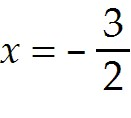 x = - 3/2